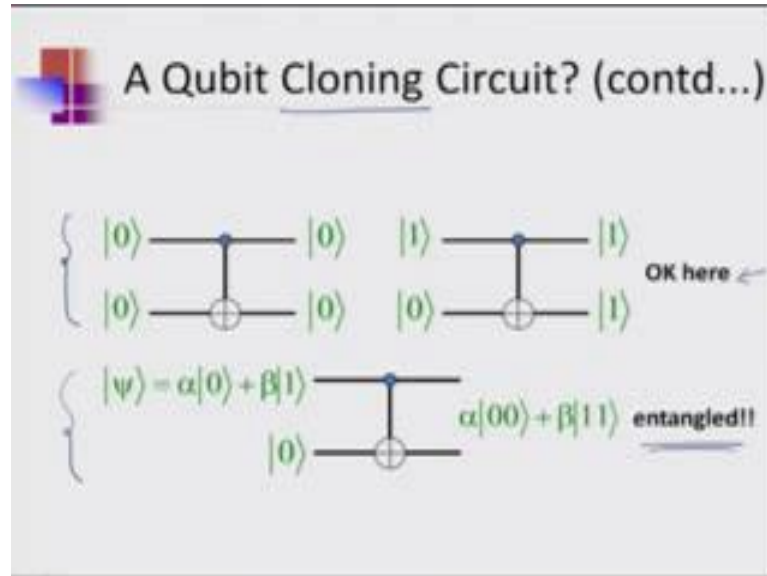 A Qubit Cloning Circuit? (contd...)
|0⟩ |0⟩ |1⟩ |1⟩
OK here
|0⟩ |0⟩ |0⟩ |1⟩
|ψ⟩ = α|0⟩ + β|1⟩
α|00⟩ + β|11⟩ entangled!!
|0⟩